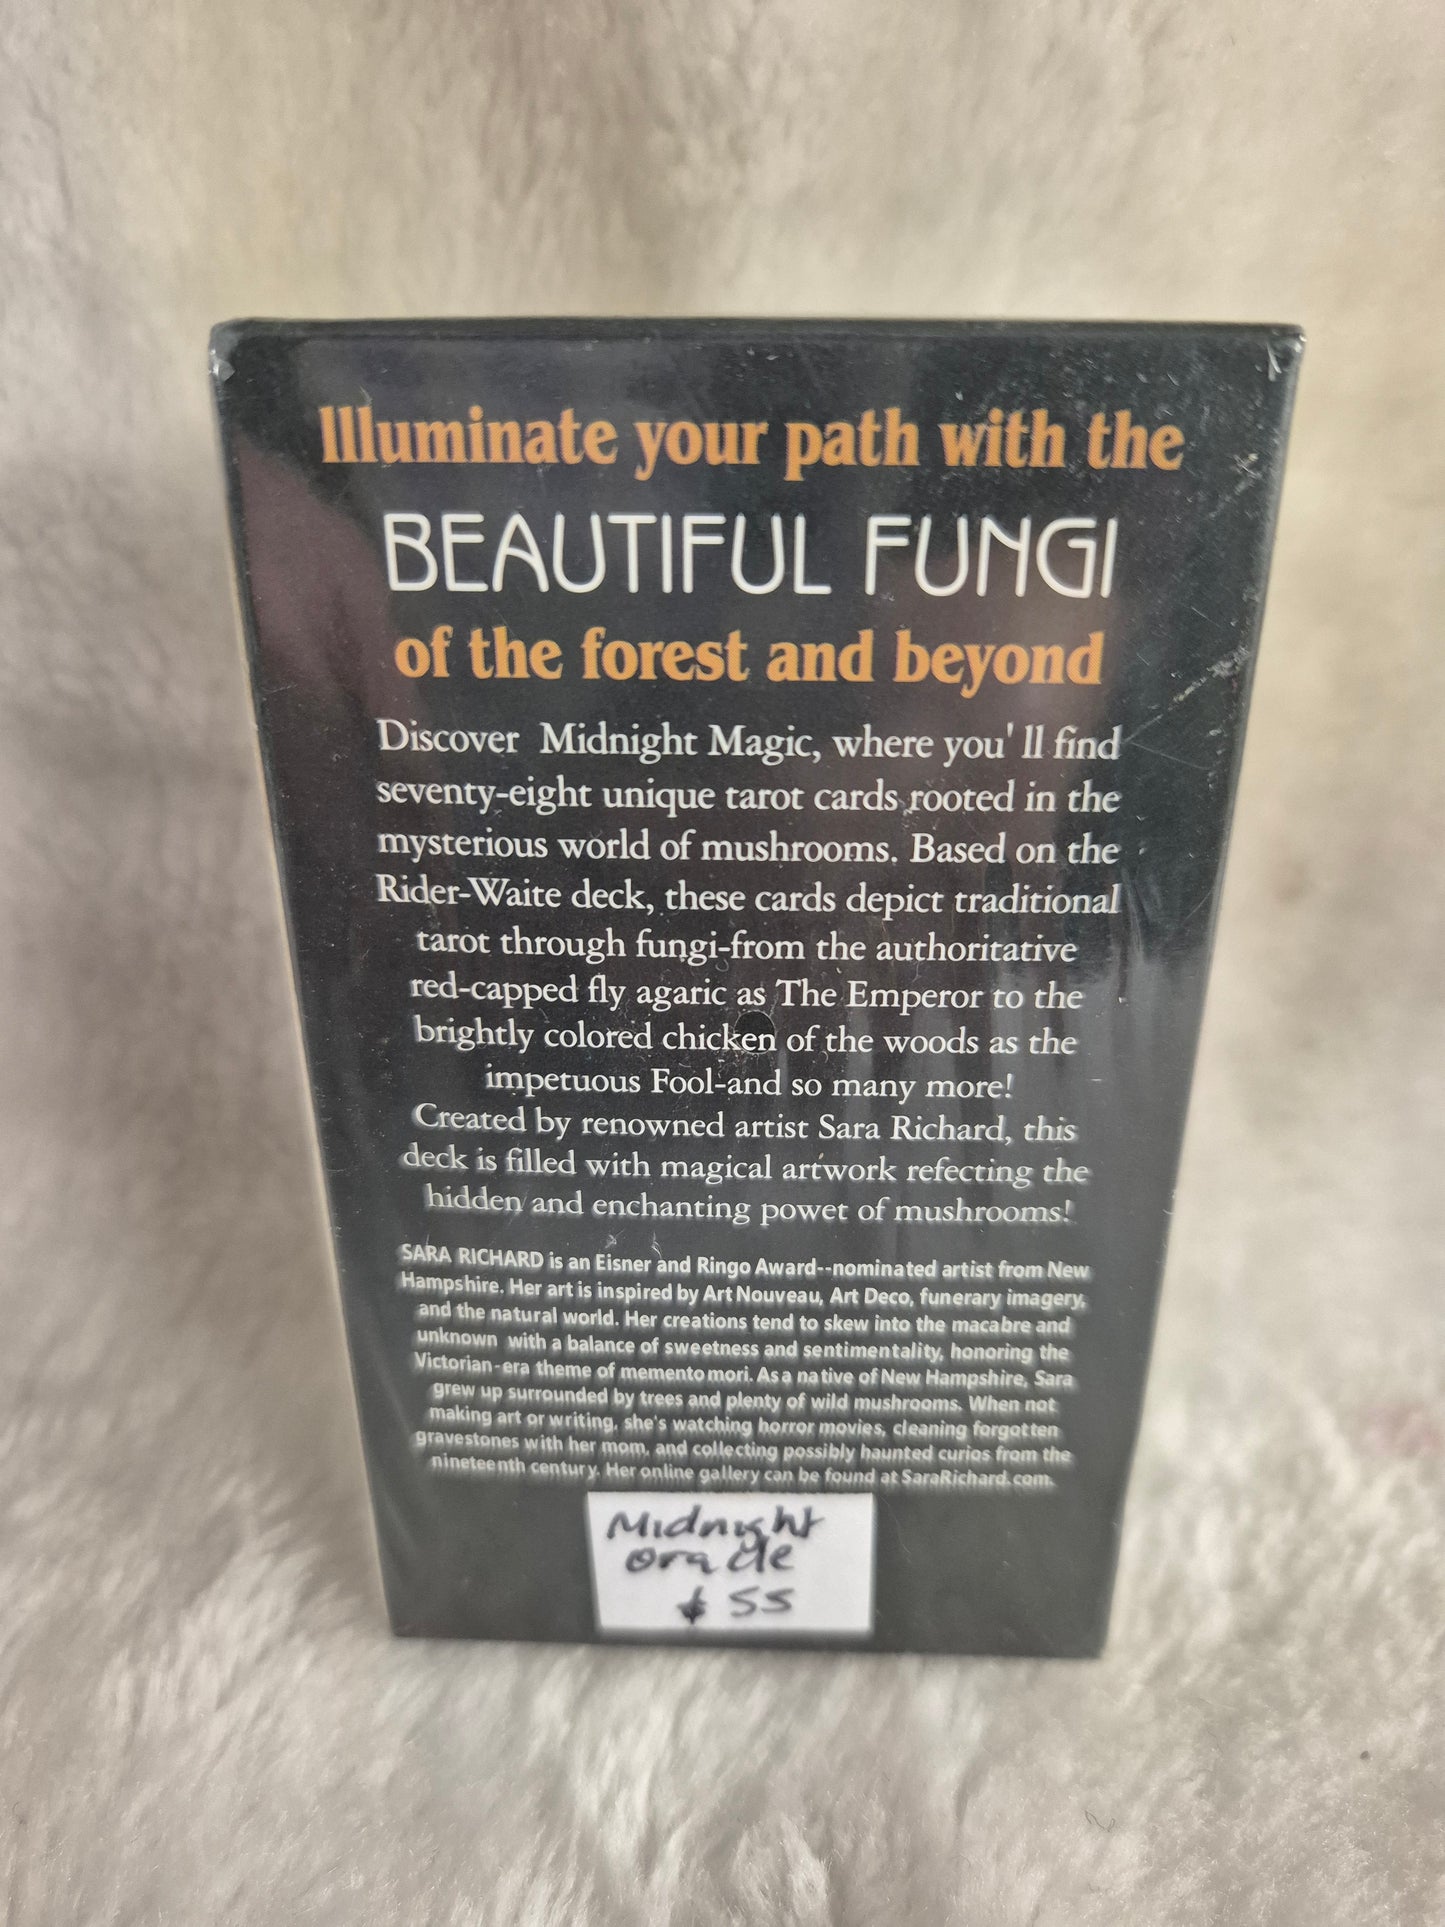 Illuminate your path with the
BEAUTIFUL FUNGI
of the forest and beyond
Discover Midnight Magic, where you' ll find
seventy-eight unique tarot cards rooted in the
mysterious world of mushrooms. Based on the
Rider-Waite deck, these cards depict traditional
tarot through fungi-from the authoritative
red-capped fly agaric as The Emperor to the
brightly colored chicken of the woods as the
impetuous Fool-and so many more!
Created by renowned artist Sara Richard, this
deck is filled with magical artwork refecting the
hidden and enchanting powet of mushrooms!
SARA RICHARD is an Eisner and Ringo Award--nominated artist from New
Hampshire. Her art is inspired by Art Nouveau, Art Deco, funerary imagery,
and the natural world. Her creations tend to skew into the macabre and
unknown with a balance of sweetness and sentimentality, honoring the
Victorian-era theme of memento mori. As a native of New Hampshire, Sara
grew up surrounded by trees and plenty of wild mushrooms. When not
making art or writing, she's watching horror movies, cleaning forgotten
gravestones with her mom, and collecting possibly haunted curios from the
nineteenth century. Her online gallery can be found at SaraRichard.com.
Midnight
oracle
$ 55